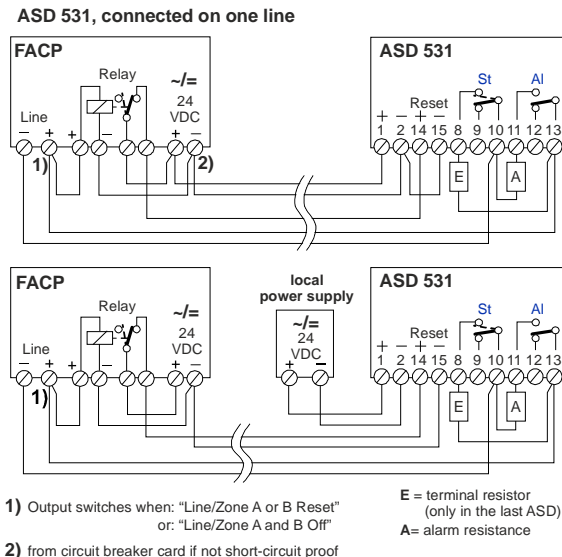 ASD 531, connected on one line
FACP
ASD 531
Relay
~/=
24
VDC
St
Al
Line
Reset
− + + − + −
+ − + −
1 2 14 15 8 9 10 11 12 13
1)
2)
E
A
FACP
local
power supply
ASD 531
Relay
~/=
24
VDC
~/=
24
VDC
St
Al
Line
Reset
− + + − + −
+ −
+ − + −
1 2 14 15 8 9 10 11 12 13
1)
E
A
1) Output switches when: “Line/Zone A or B Reset”
or: “Line/Zone A and B Off”
2) from circuit breaker card if not short-circuit proof
E = terminal resistor
(only in the last ASD)
A= alarm resistance